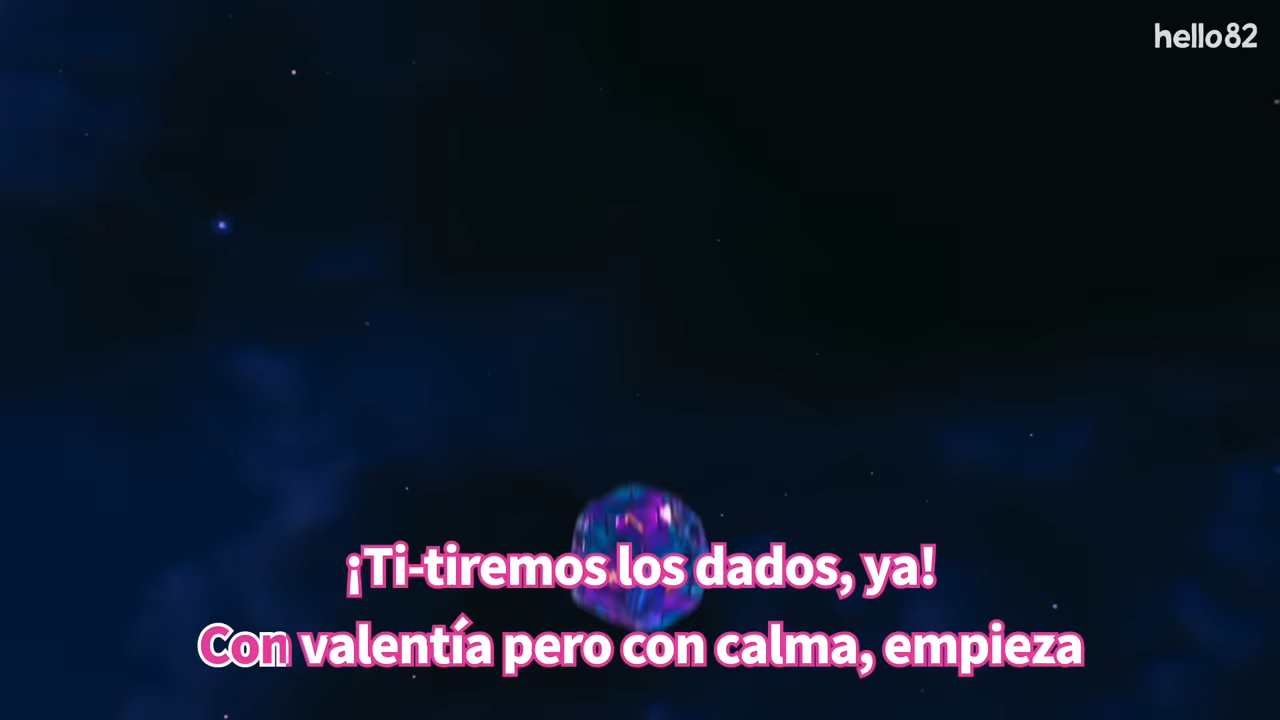 hello82
¡Ti-tiremos los dados, ya!
Con valentía pero con calma, empieza